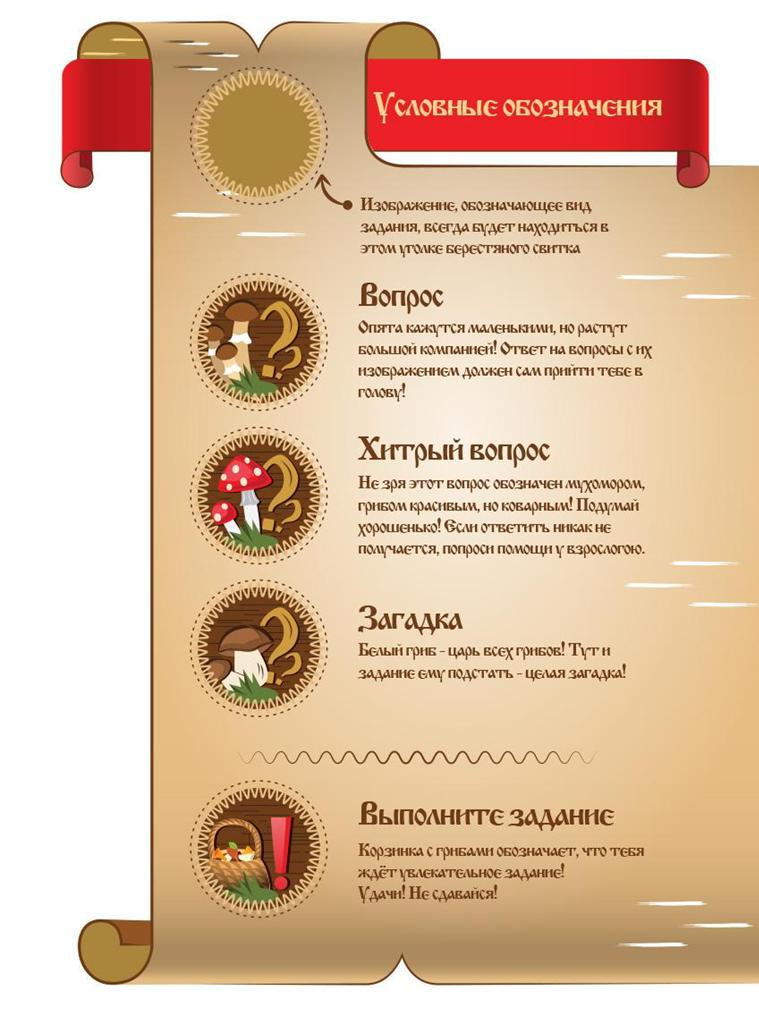 Условные обозначения
Изображение, обозначающее вид
задания, всегда будет находиться в
этом уголке берестяного свитка
Вопрос
Опята кажутся маленькими, но растут
большой компанией! Ответ на вопросы с их
изображением должен сам прийти тебе в
голову!
Хитрый вопрос
Не зря этот вопрос обозначен мухомором,
грибом красивым, но коварным! Подумай
хорошенько! Если ответить никак не
получается, попроси помощи у взрослогою.
Загадка
Белый гриб - царь всех грибов! Тут и
задание ему подстать - целая загадка!
Выполните задание
Корзинка с грибами обозначает, что тебя
ждёт увлекательное задание!
Удачи! Не сдавайся!